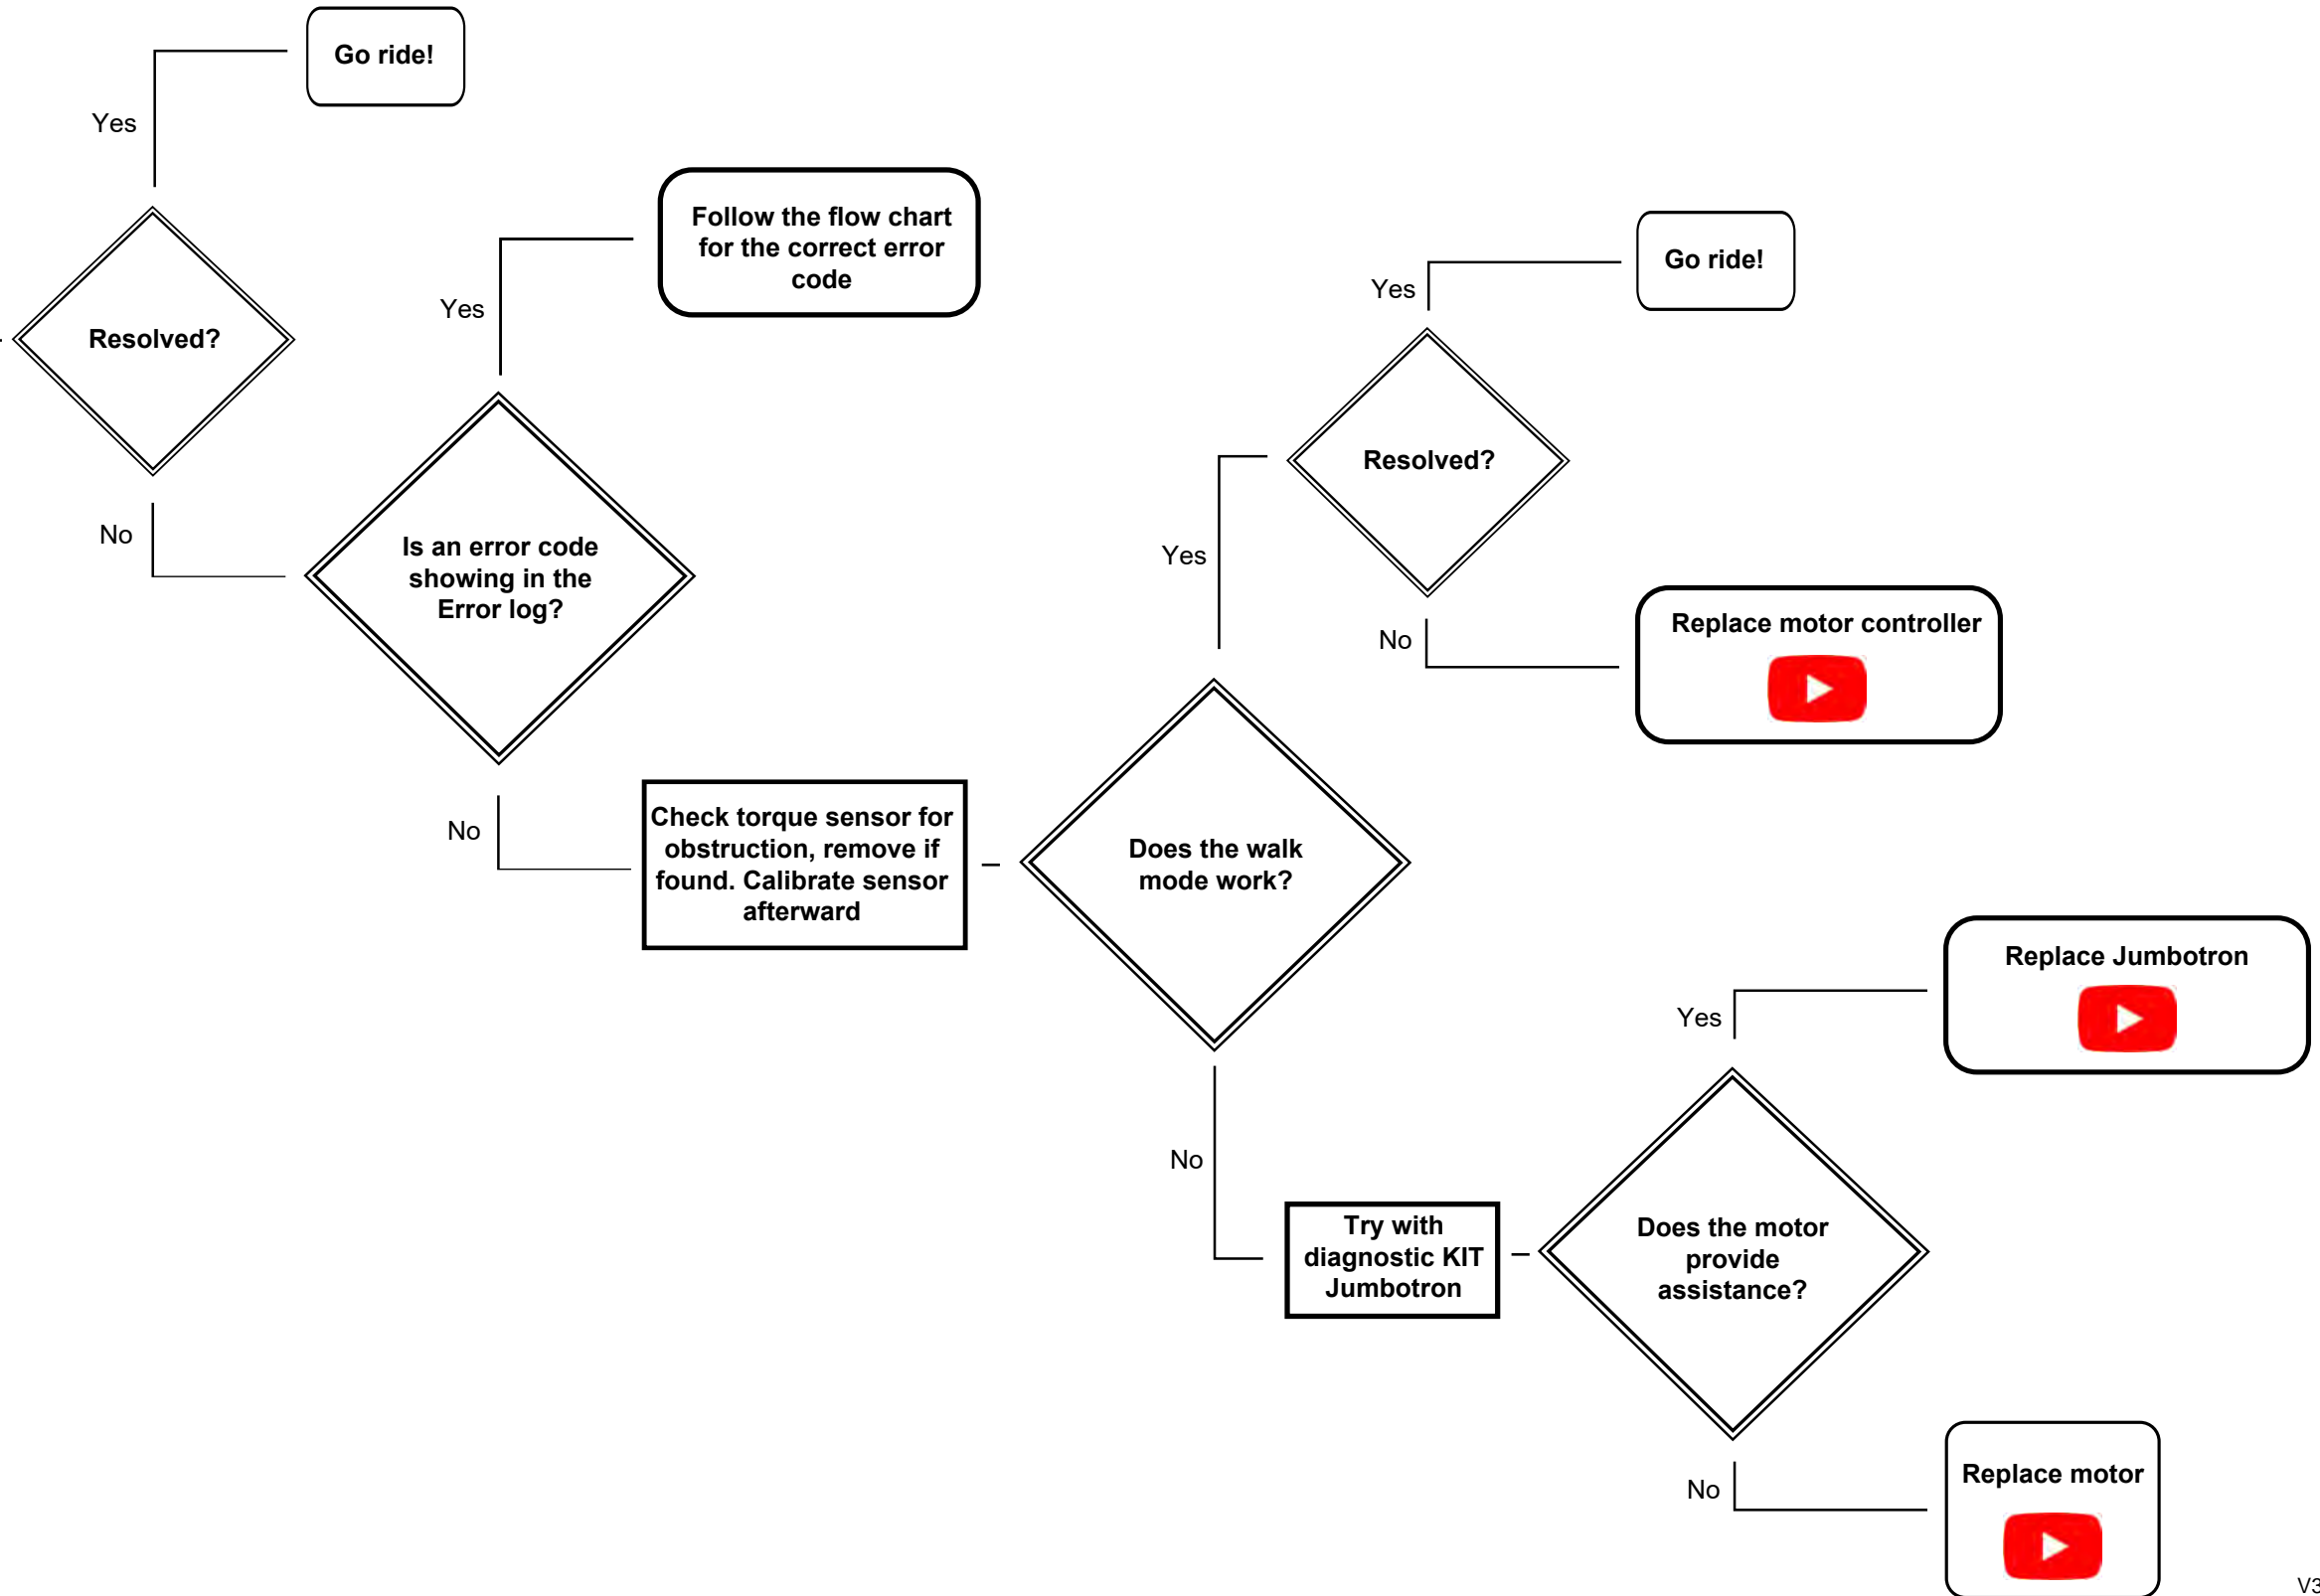 Go ride!
Yes
Resolved?
No
Follow the flow chart
for the correct error
code
Yes
Is an error code
showing in the
Error log?
No
Check torque sensor for
obstruction, remove if
found. Calibrate sensor
afterward
Does the walk
mode work?
Yes
Go ride!
Yes
Resolved?
No
Replace motor controller
No
Try with
diagnostic KIT
Jumbotron
Does the motor
provide
assistance?
Yes
Replace Jumbotron
No
Replace motor
V3